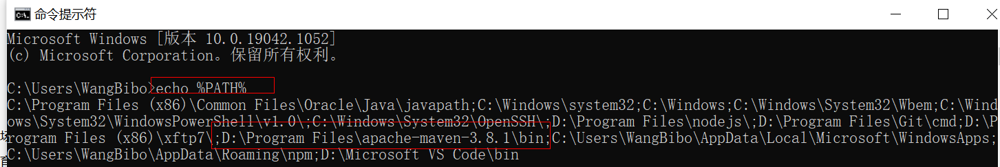 命令提示符
Microsoft Windows [版本 10.0.19042.1052]
(c) Microsoft Corporation。保留所有权利。
C:\Users\WangBibo>echo %PATH%
C:\Program Files (x86)\Common Files\Oracle\Java\javapath;C:\Windows\system32;C:\Windows;C:\Windows\System32\Wbem;C:\Wind
ows\System32\WindowsPowerShell\v1.0\;C:\Windows\System32\OpenSSH\;D:\Program Files\nodejs\;D:\Program Files\Git\cmd;D:\P
rogram Files (x86)\xftp7\;D:\Program Files\apache-maven-3.8.1\bin;C:\Users\WangBibo\AppData\Local\Microsoft\WindowsApps;
C:\Users\WangBibo\AppData\Roaming\npm;D:\Microsoft VS Code\bin